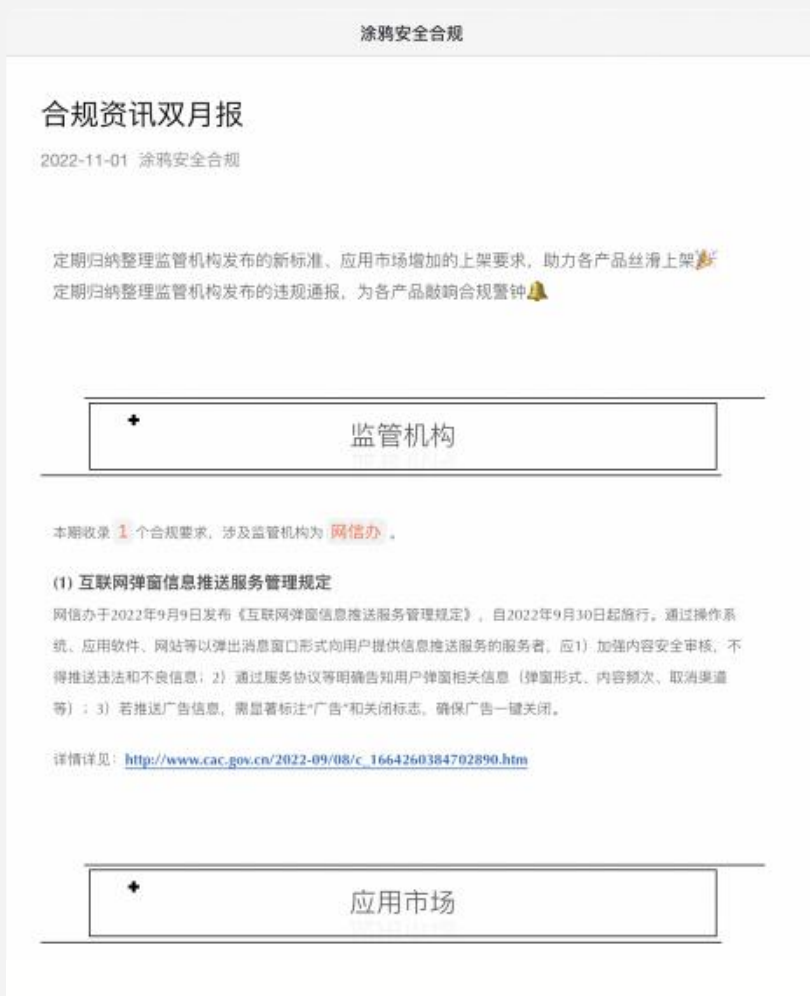 涂鸦安全合规
合规资讯双月报
2022-11-01 涂鸦安全合规
定期归纳整理监管机构发布的新标准、应用市场增加的上架要求，助力各产品丝滑上架🎉
定期归纳整理监管机构发布的违规通报，为各产品敲响合规警钟🔔
监管机构
本期收录 1 个合规要求，涉及监管机构为 网信办 。
(1) 互联网弹窗信息推送服务管理规定
网信办于2022年9月9日发布《互联网弹窗信息推送服务管理规定》，自2022年9月30日起施行。通过操作系
统、应用软件、网站等以弹出消息窗口形式向用户提供信息推送服务的服务者，应1）加强内容安全审核，不
得推送违法和不良信息；2）通过服务协议等明确告知用户弹窗相关信息（弹窗形式、内容频次、取消渠道
等）；3）若推送广告信息，需显著标注“广告”和关闭标志，确保广告一键关闭。
详情详见：http://www.cac.gov.cn/2022-09/08/c_1664260384702890.htm
应用市场